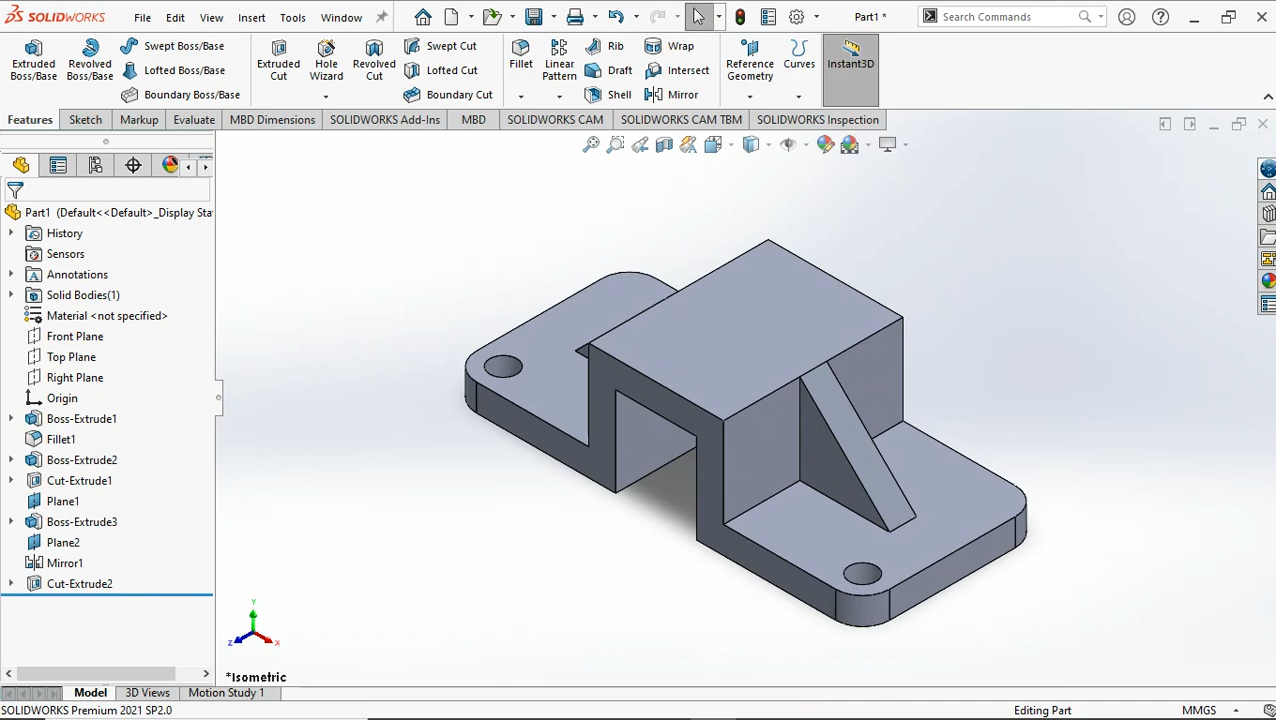 SOLIDWORKS File Edit View Insert Tools Window Part1 * Search Commands
Extruded Boss/Base
Revolved Boss/Base
Swept Boss/Base
Lofted Boss/Base
Boundary Boss/Base
Extruded Cut
Hole Wizard
Revolved Cut
Swept Cut
Lofted Cut
Boundary Cut
Fillet
Linear Pattern
Rib
Draft
Shell
Wrap
Intersect
Mirror
Reference Geometry
Curves
Instant3D
Features Sketch Markup Evaluate MBD Dimensions SOLIDWORKS Add-Ins MBD SOLIDWORKS CAM SOLIDWORKS CAM TBM SOLIDWORKS Inspection
Part1 (Default<<Default>_Display Sta
History
Sensors
Annotations
Solid Bodies(1)
Material <not specified>
Front Plane
Top Plane
Right Plane
Origin
Boss-Extrude1
Fillet1
Boss-Extrude2
Cut-Extrude1
Plane1
Boss-Extrude3
Plane2
Mirror1
Cut-Extrude2
Y
Z X
*Isometric
Model 3D Views Motion Study 1
SOLIDWORKS Premium 2021 SP2.0 Editing Part MMGS